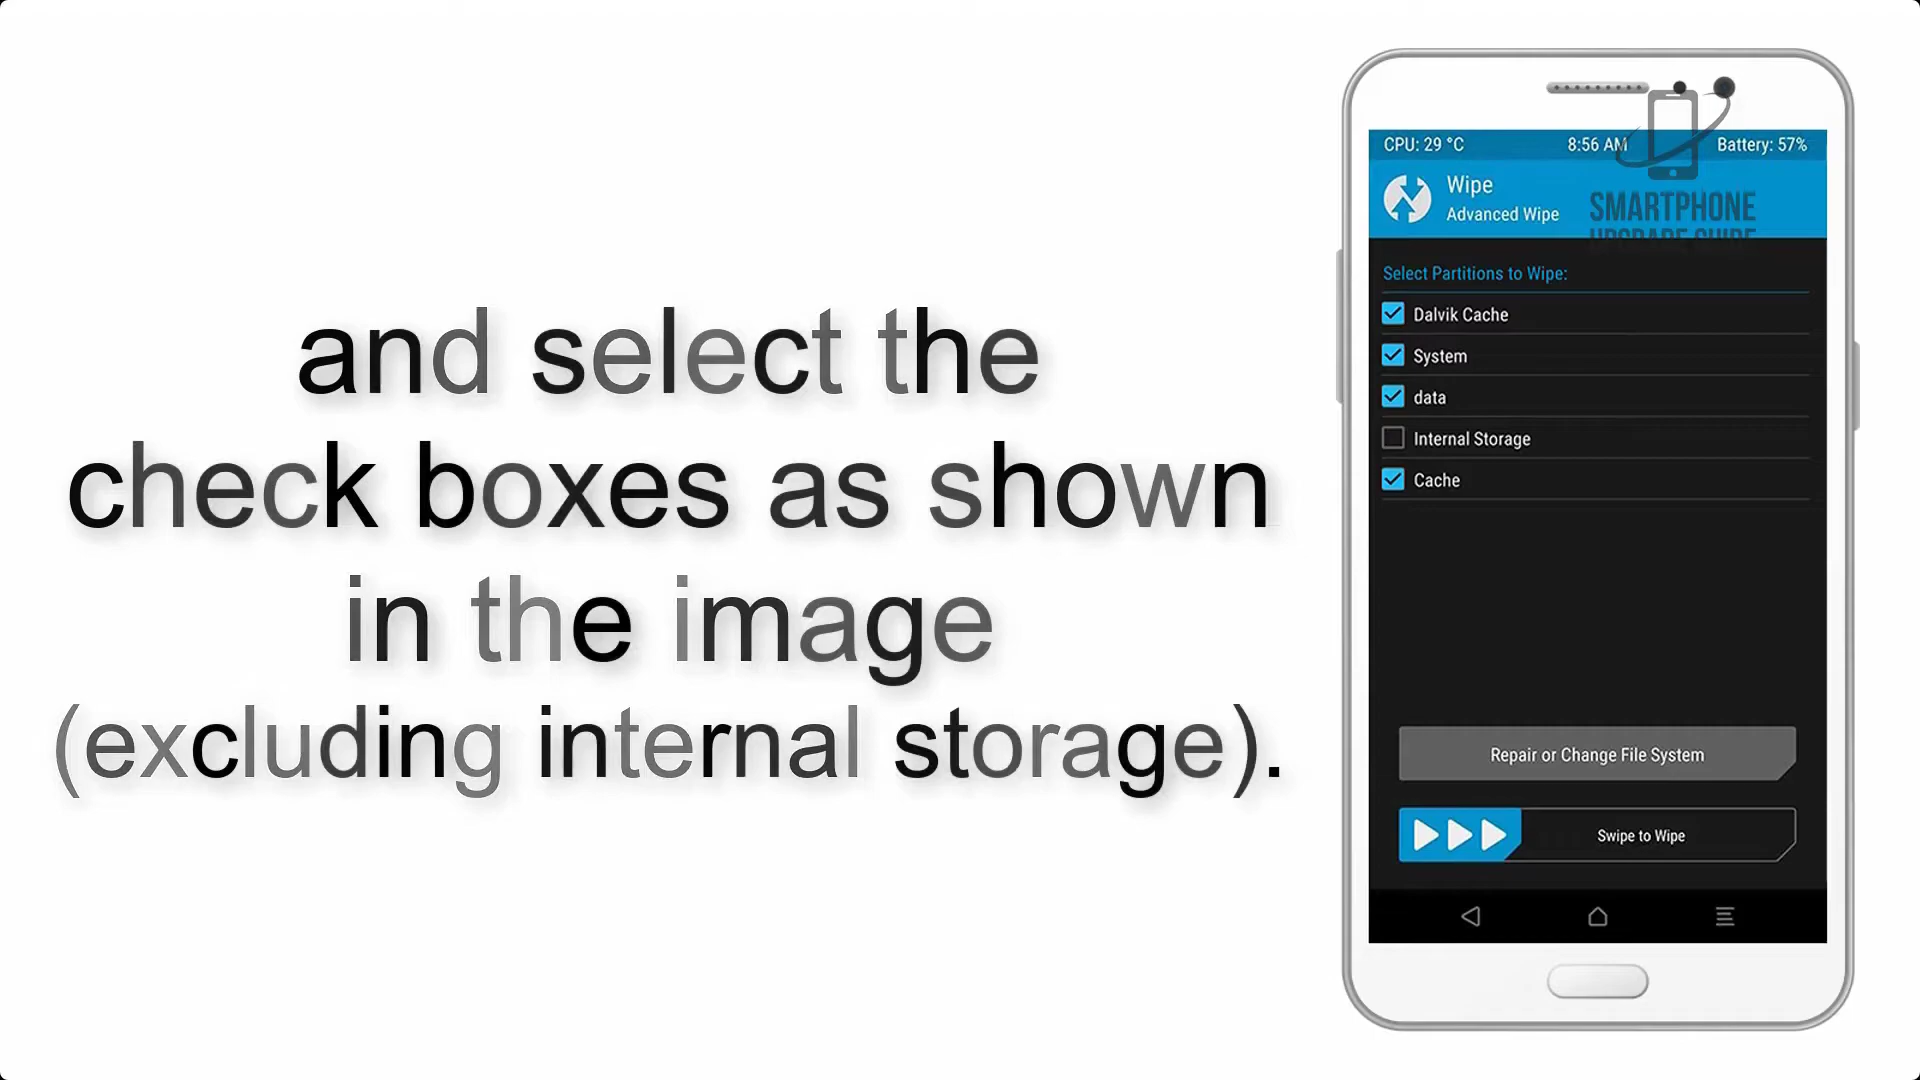 and select the
check boxes as shown
in the image
(excluding internal storage).
CPU: 29 °C 8:56 AM Battery: 57%
Wipe
Advanced Wipe
SMARTPHONE
UPGRADE GUIDE
Select Partitions to Wipe:
Dalvik Cache
System
data
Internal Storage
Cache
Repair or Change File System
Swipe to Wipe